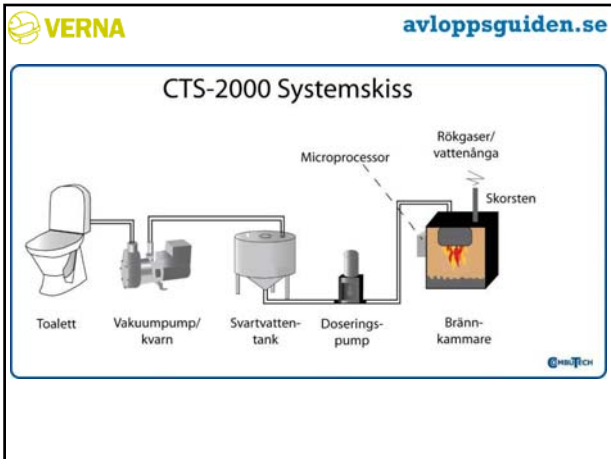 VERNA
avloppsguiden.se
CTS-2000 Systemskiss
Rökgaser/
vattenånga
Microprocessor
Skorsten
Toalett
Vakuumpump/
kvarn
Svartvatten-
tank
Doserings-
pump
Bränn-
kammare
COMBUTECH